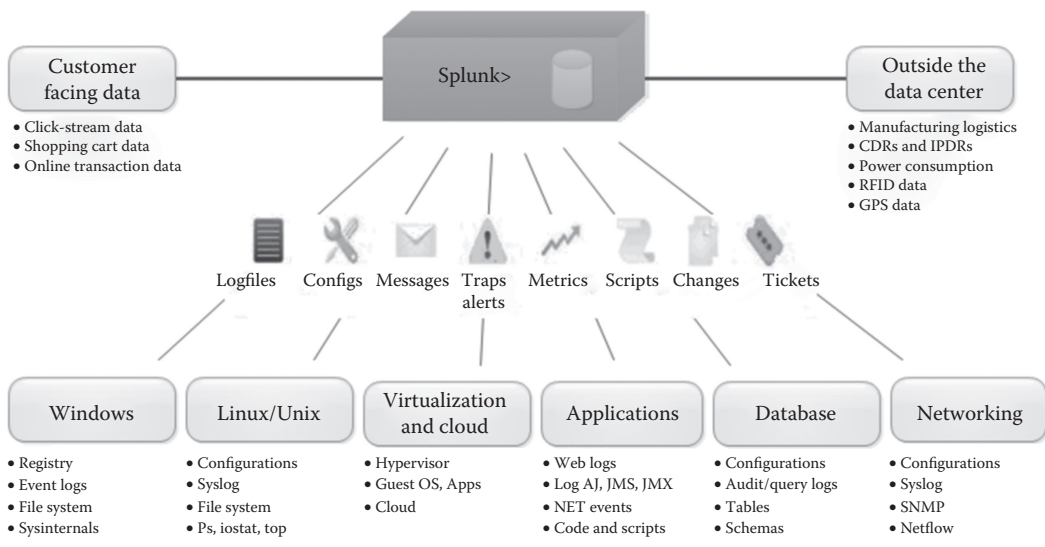 Splunk>
Customer
facing data
• Click-stream data
• Shopping cart data
• Online transaction data
Outside the
data center
• Manufacturing logistics
• CDRs and IPDRs
• Power consumption
• RFID data
• GPS data
Logfiles
Configs
Messages
Traps
alerts
Metrics
Scripts
Changes
Tickets
Windows
• Registry
• Event logs
• File system
• Sysinternals
Linux/Unix
• Configurations
• Syslog
• File system
• Ps, iostat, top
Virtualization
and cloud
• Hypervisor
• Guest OS, Apps
• Cloud
Applications
• Web logs
• Log AJ, JMS, JMX
• NET events
• Code and scripts
Database
• Configurations
• Audit/query logs
• Tables
• Schemas
Networking
• Configurations
• Syslog
• SNMP
• Netflow